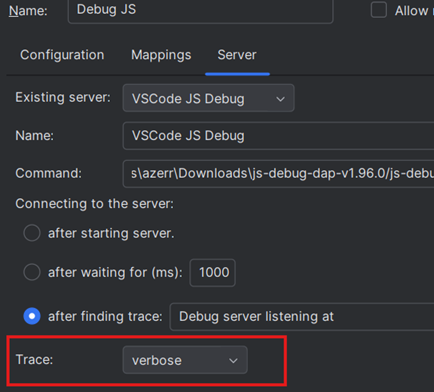 Name: Debug JS Allow
Configuration Mappings Server
Existing server: VSCode JS Debug
Name: VSCode JS Debug
Command: s\azerr\Downloads\js-debug-dap-v1.96.0/js-debu
Connecting to the server:
after starting server.
after waiting for (ms): 1000
after finding trace: Debug server listening at
Trace: verbose